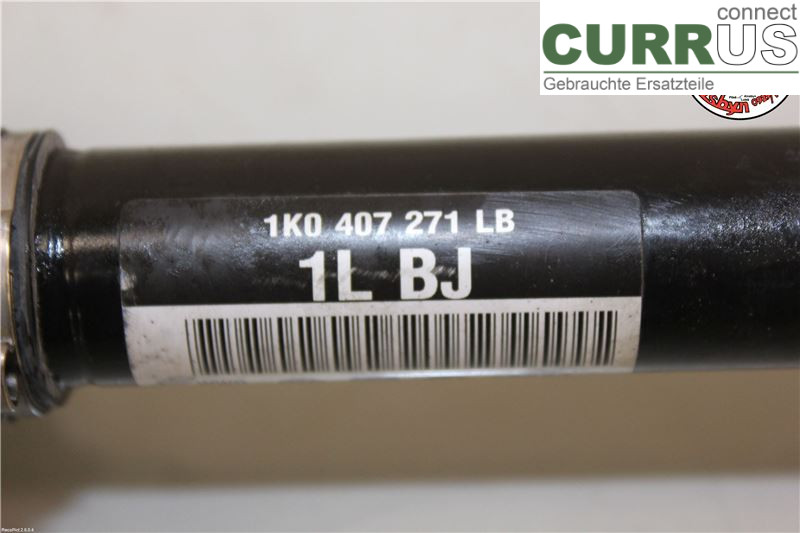 connect
CURRUS
Gebrauchte Ersatzteile
1K0 407 271 LB
1L BJ